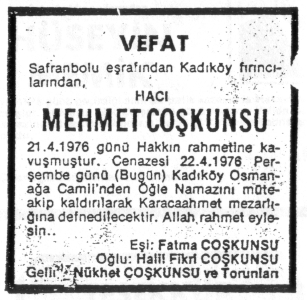 VEFAT
Safranbolu eşrafından Kadıköy fırıncı-
larından,
HACI
MEHMET COŞKUNSU
21.4.1976 günü Hakkın rahmetine ka-
vuşmuştur. Cenazesi 22.4.1976 Per-
şembe günü (Bugün) Kadıköy Osman-
ağa Camii'nden Öğle Namazını müte-
akip kaldırılarak Karacaahmet mezarlı-
ğına defnedilecektir. Allah rahmet eyle-
sin..
Eşi: Fatma COŞKUNSU
Oğlu: Halil Fikri COŞKUNSU
Gelini: Nükhet COŞKUNSU ve Torunları